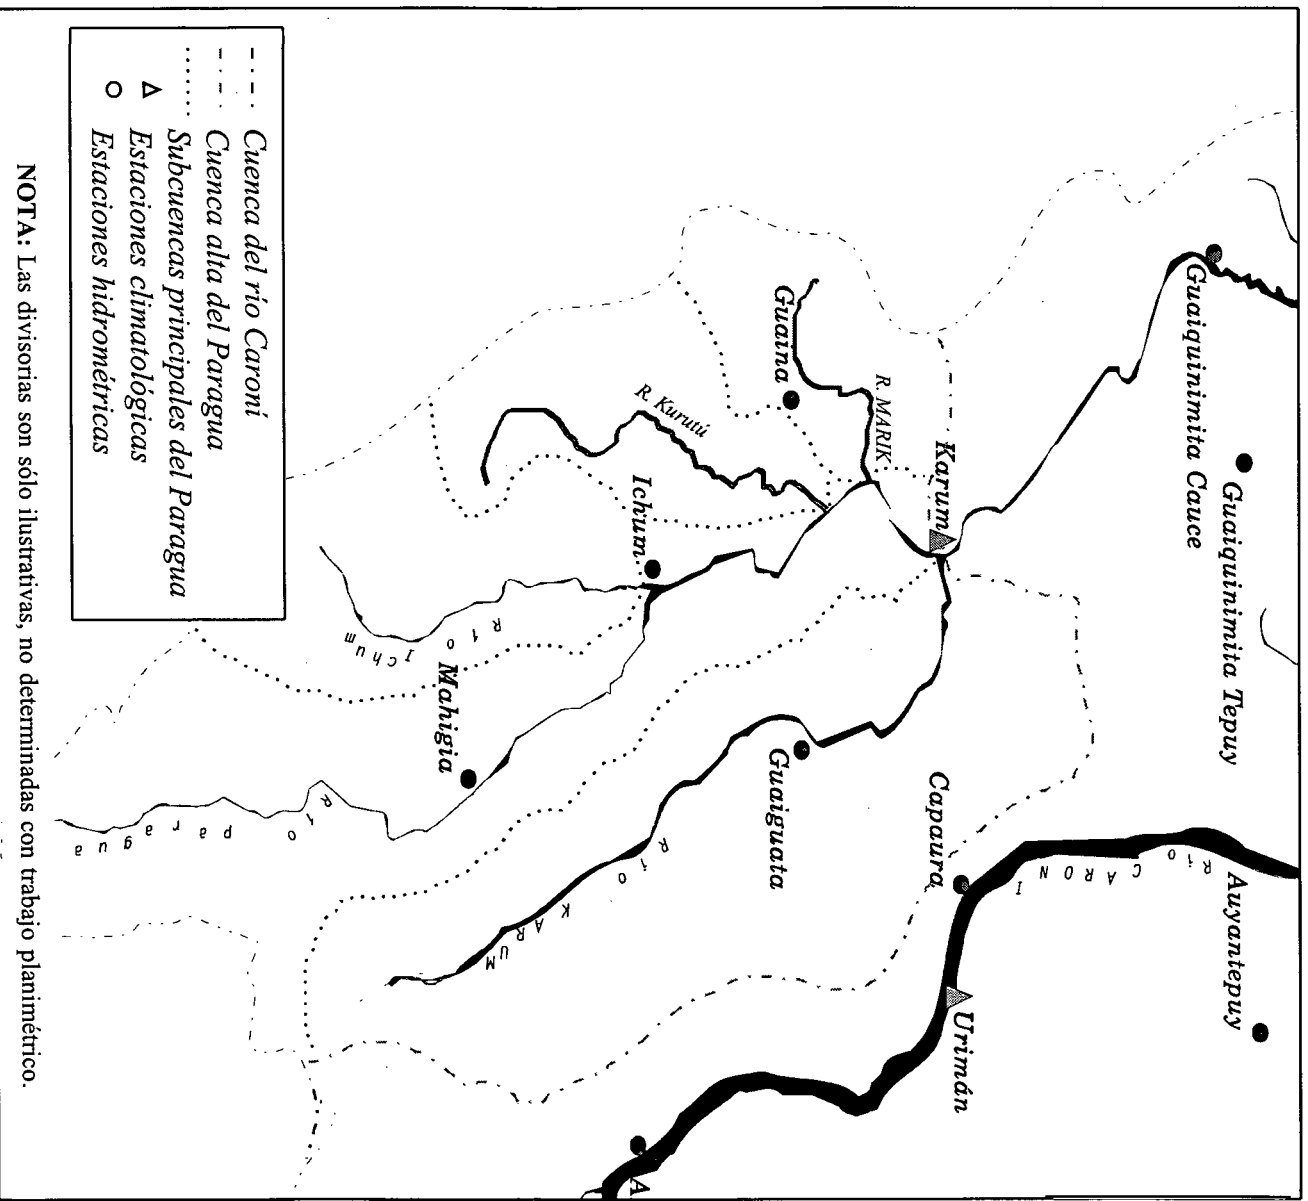 Guaiquinimita Cauce
Guaiquinimita Tepuy
Auyantepuy
RíO CARONI
Karum
Capaura
Urimán
R. MARIK
Guaina
Guaiguata
R. Kurutú
Ichum
RíO KARUM
A
RIO Ichum
Mahigia
RIO paragua
Cuenca del río Caroní
Cuenca alta del Paragua
Subcuencas principales del Paragua
Estaciones climatológicas
Estaciones hidrométricas
NOTA: Las divisorias son sólo ilustrativas, no determinadas con trabajo planimétrico.